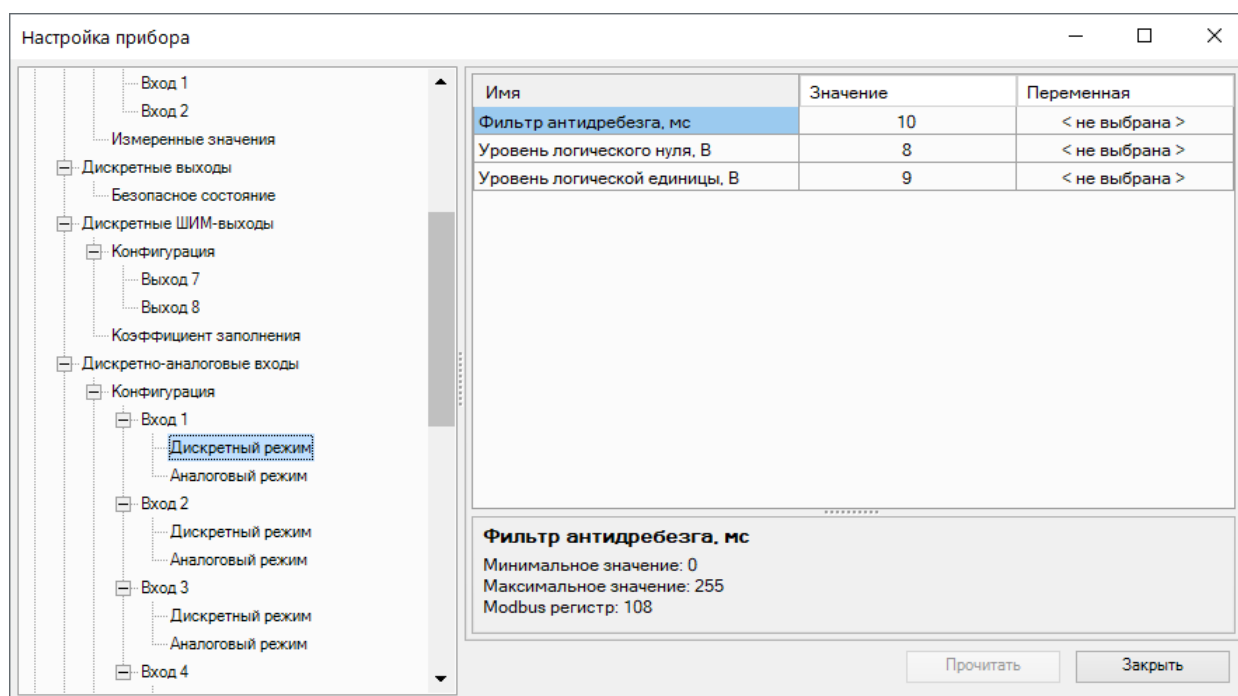 Настройка прибора
Вход 1
Вход 2
Измеренные значения
Дискретные выходы
Безопасное состояние
Дискретные ШИМ-выходы
Конфигурация
Выход 7
Выход 8
Коэффициент заполнения
Дискретно-аналоговые входы
Конфигурация
Вход 1
Дискретный режим
Аналоговый режим
Вход 2
Дискретный режим
Аналоговый режим
Вход 3
Дискретный режим
Аналоговый режим
Вход 4
Имя Значение Переменная
Фильтр антидребезга, мс 10 < не выбрана >
Уровень логического нуля, В 8 < не выбрана >
Уровень логической единицы, В 9 < не выбрана >
Фильтр антидребезга, мс
Минимальное значение: 0
Максимальное значение: 255
Modbus регистр: 108
Прочитать Закрыть